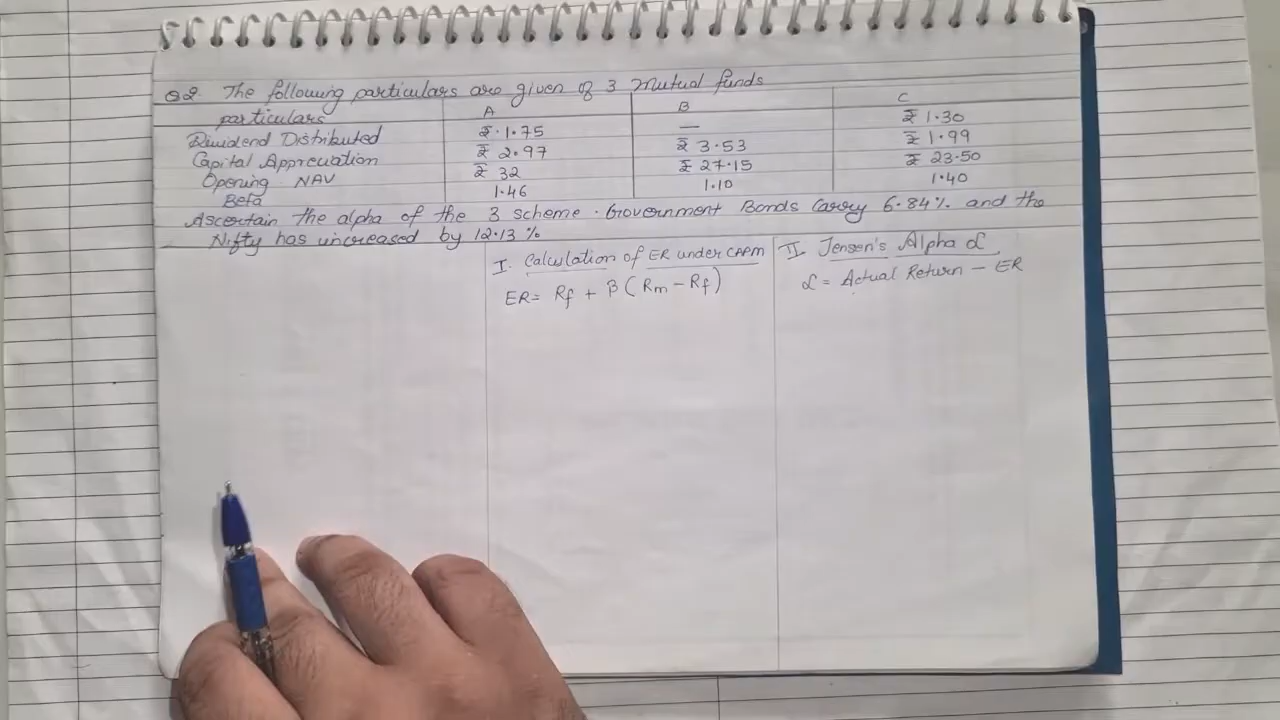 Q2. The following particulars are given of 3 Mutual funds
particulars A B C
Dividend Distributed ₹ 1.75 — ₹ 1.30
Capital Appreciation ₹ 2.97 ₹ 3.53 ₹ 1.99
Opening NAV ₹ 32 ₹ 27.15 ₹ 23.50
Beta 1.46 1.10 1.40
Ascertain the alpha of the 3 scheme. Government Bonds Carry 6.84% and the
Nifty has increased by 12.13 %
I. Calculation of ER under CAPM
ER = Rf + β (Rm − Rf)
II Jensen's Alpha α
α = Actual Return − ER